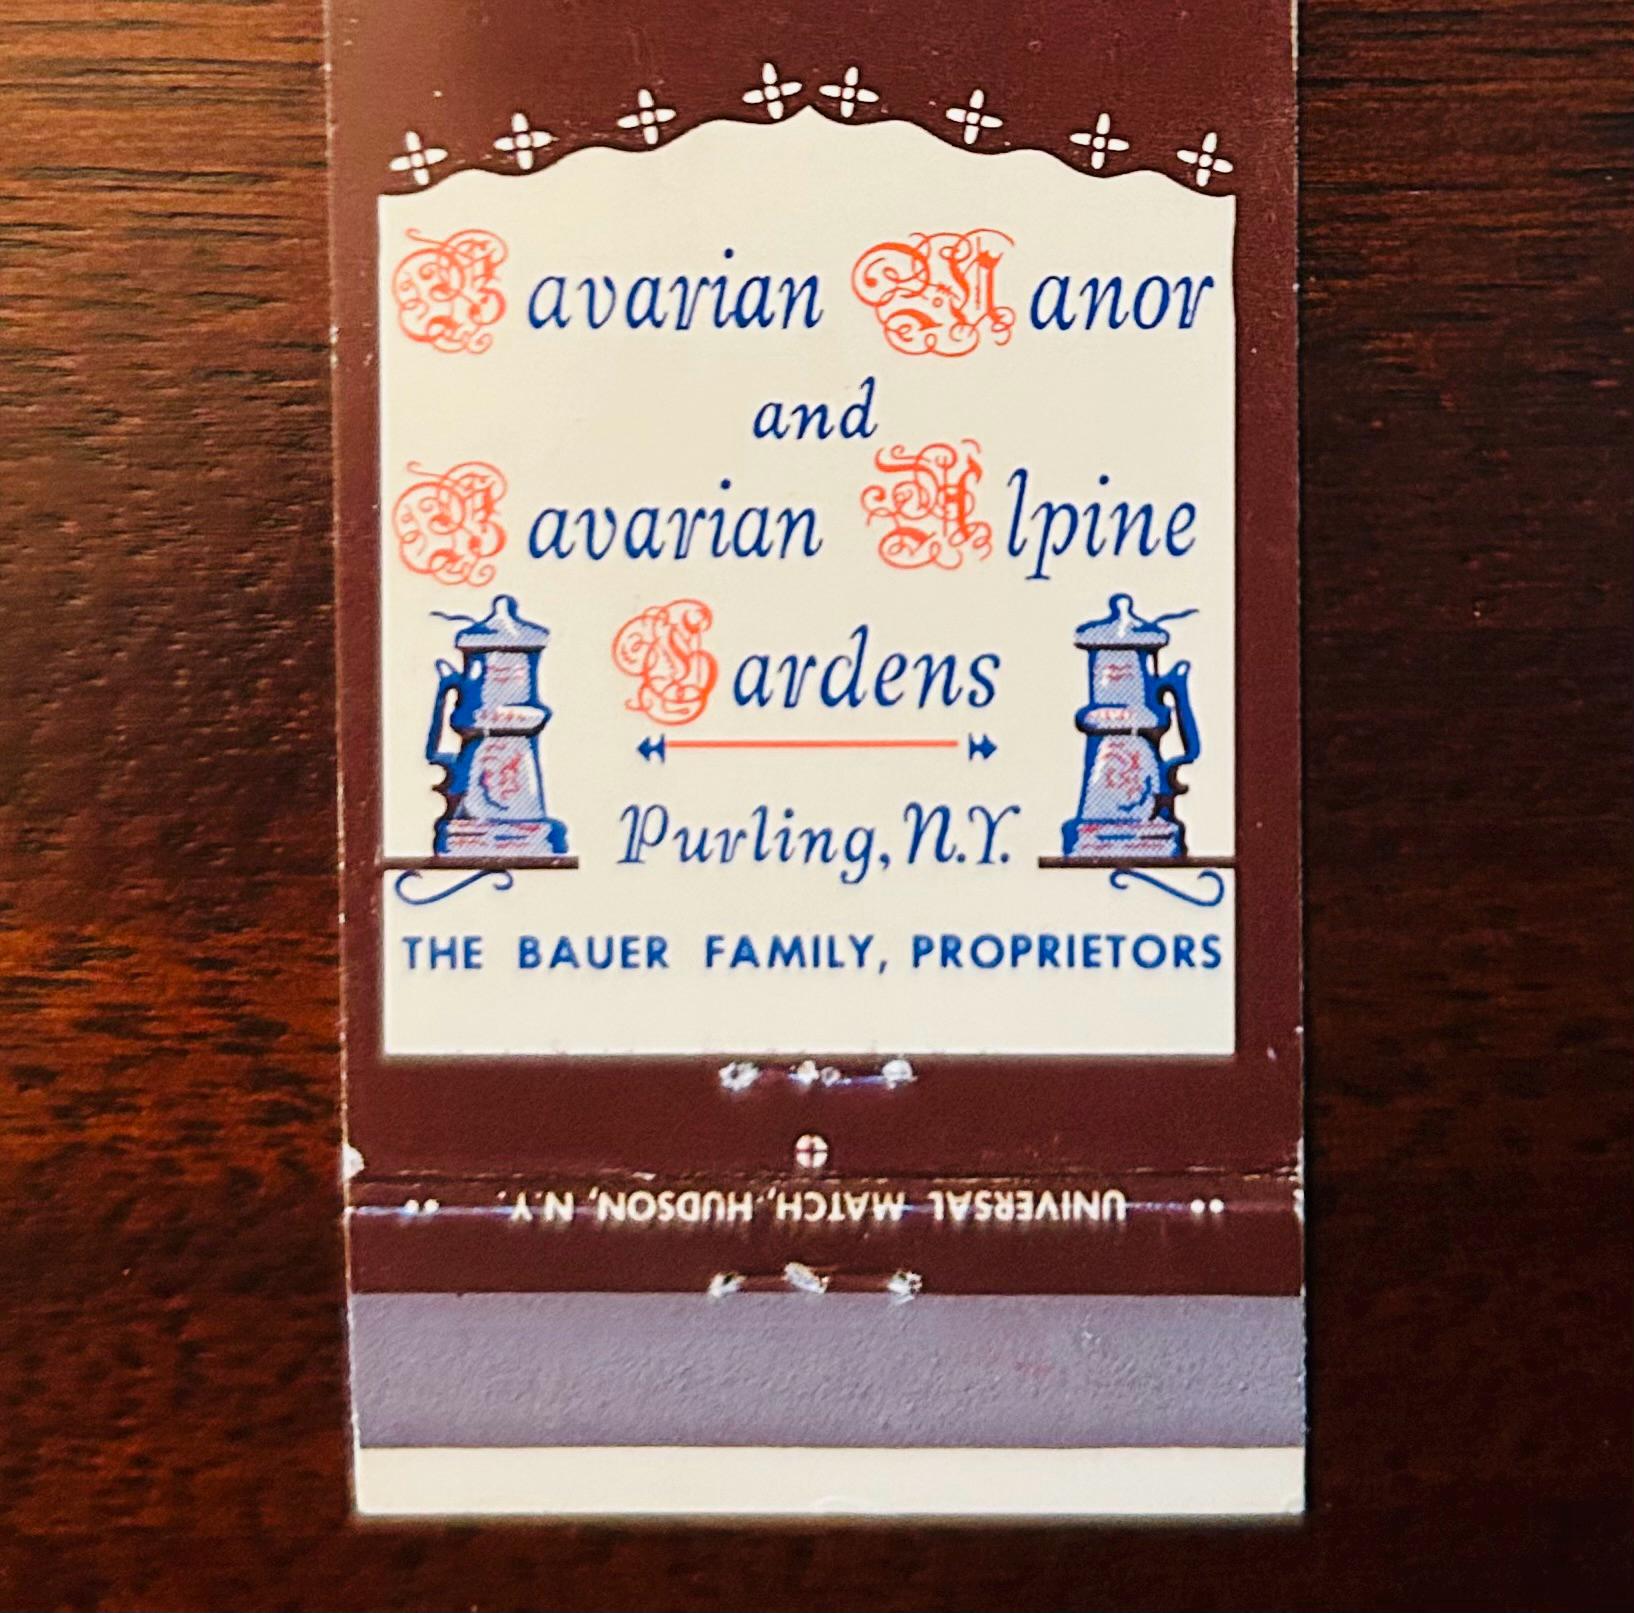 Bavarian Manor
and
Bavarian Alpine
Gardens
Purling, N.Y.
THE BAUER FAMILY, PROPRIETORS
UNIVERSAL MATCH, HUDSON, N.Y.